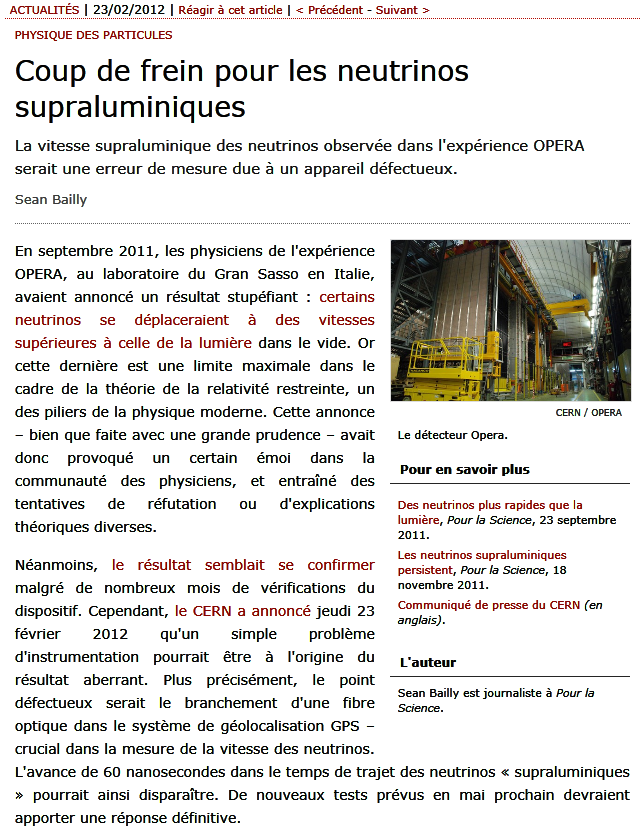 ACTUALITÉS | 23/02/2012 | Réagir à cet article | < Précédent - Suivant >
PHYSIQUE DES PARTICULES
Coup de frein pour les neutrinos
supraluminiques
La vitesse supraluminique des neutrinos observée dans l'expérience OPERA
serait une erreur de mesure due à un appareil défectueux.
Sean Bailly
En septembre 2011, les physiciens de l'expérience
OPERA, au laboratoire du Gran Sasso en Italie,
avaient annoncé un résultat stupéfiant : certains
neutrinos se déplaceraient à des vitesses
supérieures à celle de la lumière dans le vide. Or
cette dernière est une limite maximale dans le
cadre de la théorie de la relativité restreinte, un
des piliers de la physique moderne. Cette annonce
– bien que faite avec une grande prudence – avait
donc provoqué un certain émoi dans la
communauté des physiciens, et entraîné des
tentatives de réfutation ou d'explications
théoriques diverses.
Néanmoins, le résultat semblait se confirmer
malgré de nombreux mois de vérifications du
dispositif. Cependant, le CERN a annoncé jeudi 23
février 2012 qu'un simple problème
d'instrumentation pourrait être à l'origine du
résultat aberrant. Plus précisément, le point
défectueux serait le branchement d'une fibre
optique dans le système de géolocalisation GPS –
crucial dans la mesure de la vitesse des neutrinos.
L'avance de 60 nanosecondes dans le temps de trajet des neutrinos « supraluminiques
» pourrait ainsi disparaître. De nouveaux tests prévus en mai prochain devraient
apporter une réponse définitive.
CERN / OPERA
Le détecteur Opera.
Pour en savoir plus
Des neutrinos plus rapides que la
lumière, Pour la Science, 23 septembre
2011.
Les neutrinos supraluminiques
persistent, Pour la Science, 18
novembre 2011.
Communiqué de presse du CERN (en
anglais).
L'auteur
Sean Bailly est journaliste à Pour la
Science.